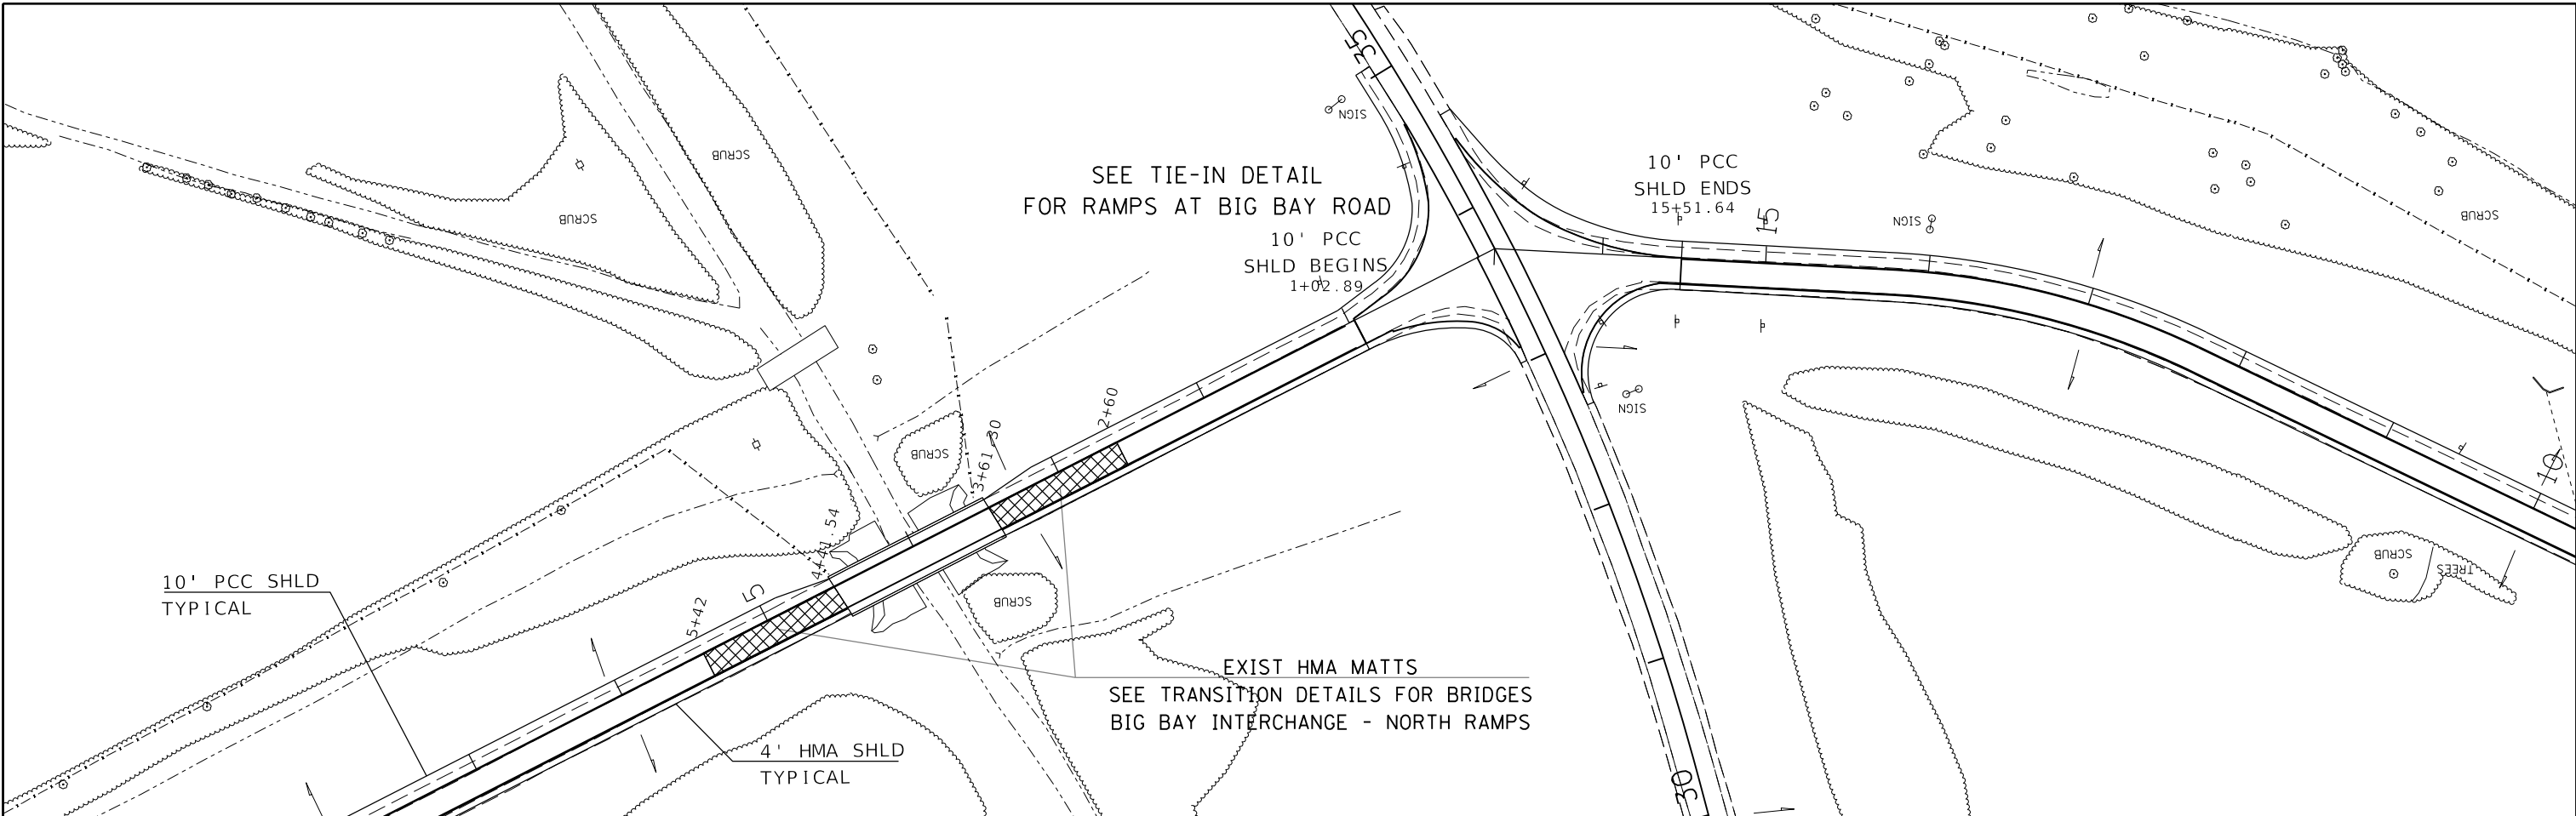 35
SIGN
SCRUB
SCRUB
SEE TIE-IN DETAIL
FOR RAMPS AT BIG BAY ROAD
10' PCC
SHLD BEGINS
1+02.89
10' PCC
SHLD ENDS
15+51.64
15
SIGN
SCRUB
SIGN
2+60
3+61.30
SCRUB
4+41.54
5
5+42
SCRUB
10
SCRUB
TREES
10' PCC SHLD
TYPICAL
4' HMA SHLD
TYPICAL
EXIST HMA MATTS
SEE TRANSITION DETAILS FOR BRIDGES
BIG BAY INTERCHANGE - NORTH RAMPS
30